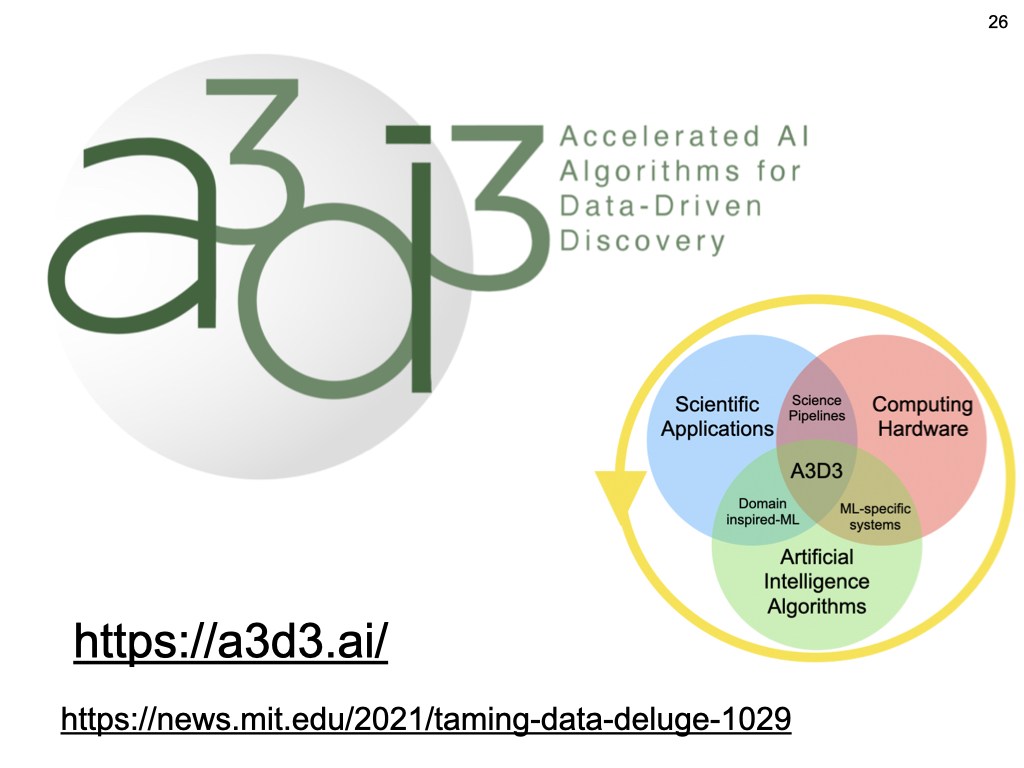 26
a3d3
Accelerated AI
Algorithms for
Data-Driven
Discovery
Scientific
Applications
Science
Pipelines
Computing
Hardware
A3D3
Domain
inspired-ML
ML-specific
systems
Artificial
Intelligence
Algorithms
https://a3d3.ai/
https://news.mit.edu/2021/taming-data-deluge-1029